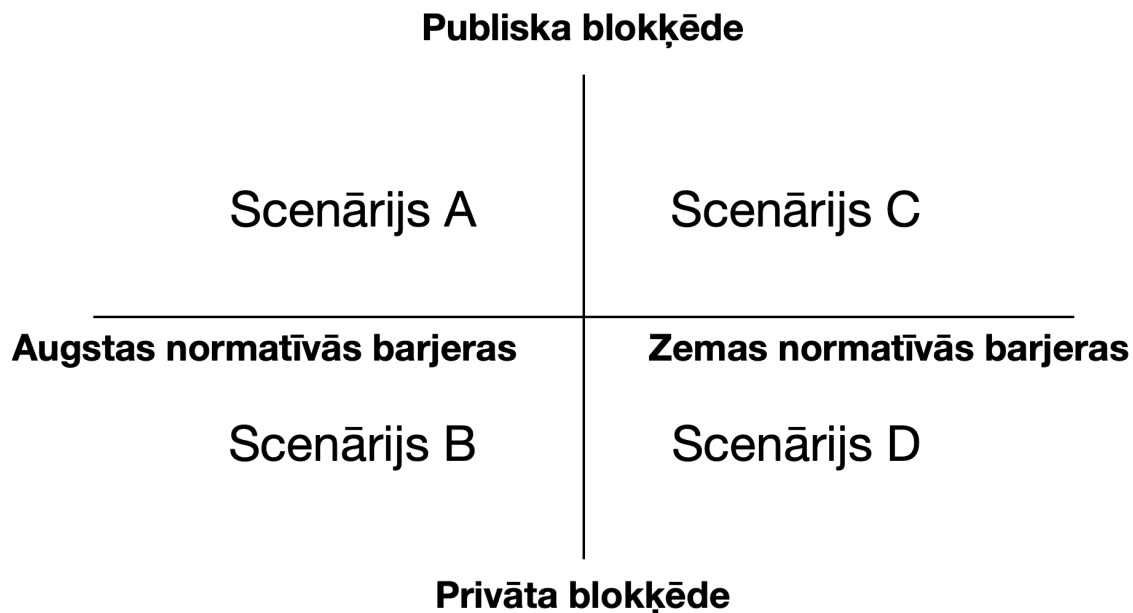 Publiska blokķēde
Scenārijs A
Scenārijs C
Augstas normatīvās barjeras
Zemas normatīvās barjeras
Scenārijs B
Scenārijs D
Privāta blokķēde